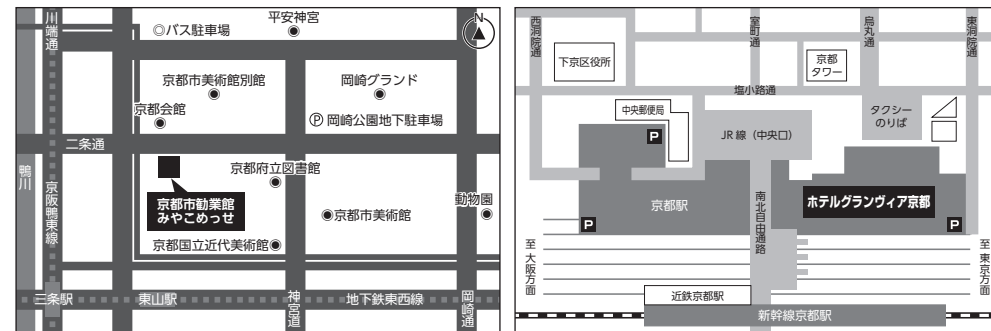 川端通
◎バス駐車場
平安神宮
N
京都市美術館別館
岡崎グランド
京都会館
Ⓟ岡崎公園地下駐車場
二条通
鴨川
京阪鴨東線
京都府立図書館
京都市勧業館
みやこめっせ
動物園
京都市美術館
京都国立近代美術館
三条駅
東山駅
神宮道
地下鉄東西線
岡崎通
西洞院通
室町通
烏丸通
東洞院通
下京区役所
京都
タワー
塩小路通
中央郵便局
P
JR線（中央口）
タクシー
のりば
京都駅
南北自由通路
ホテルグランヴィア京都
P
P
至大阪方面
至東京方面
近鉄京都駅
新幹線京都駅